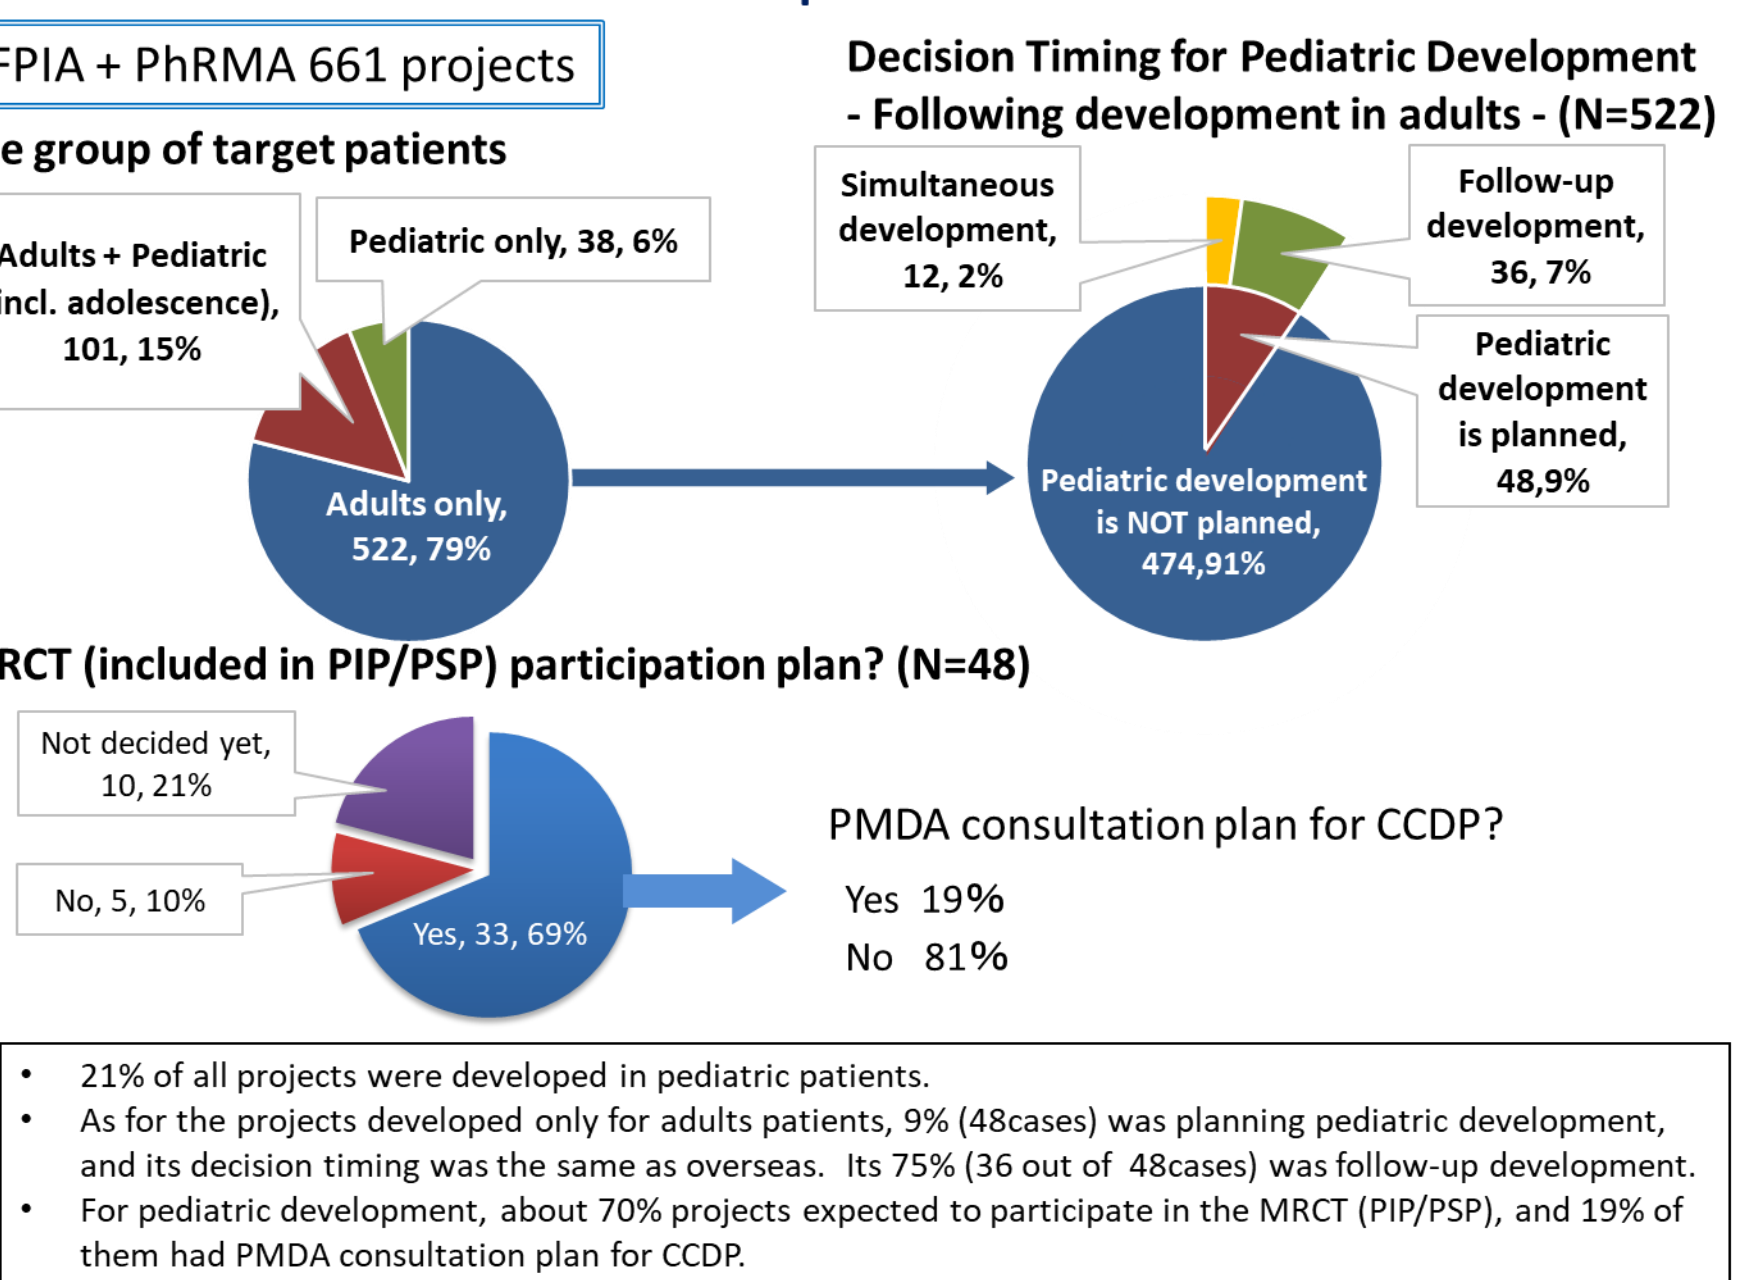 FPIA + PhRMA 661 projects
e group of target patients
Adults + Pediatric
incl. adolescence),
101, 15%
Pediatric only, 38, 6%
Adults only,
522, 79%
Decision Timing for Pediatric Development
- Following development in adults - (N=522)
Simultaneous
development,
12, 2%
Follow-up
development,
36, 7%
Pediatric
development
is planned,
48,9%
Pediatric development
is NOT planned,
474,91%
RCT (included in PIP/PSP) participation plan? (N=48)
Not decided yet,
10, 21%
No, 5, 10%
Yes, 33, 69%
PMDA consultation plan for CCDP?
Yes 19%
No 81%
• 21% of all projects were developed in pediatric patients.
• As for the projects developed only for adults patients, 9% (48cases) was planning pediatric development,
and its decision timing was the same as overseas. Its 75% (36 out of 48cases) was follow-up development.
• For pediatric development, about 70% projects expected to participate in the MRCT (PIP/PSP), and 19% of
them had PMDA consultation plan for CCDP.